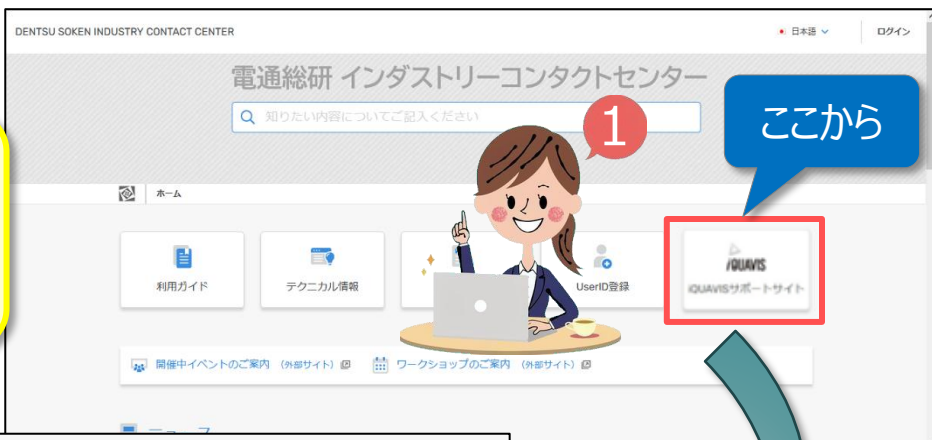 DENTSU SOKEN INDUSTRY CONTACT CENTER
日本語
ログイン
電通総研 インダストリーコンタクトセンター
知りたい内容についてご記入ください
1
ここから
ホーム
利用ガイド
テクニカル情報
UserID登録
iQUAVIS
iQUAVISサポートサイト
開催中イベントのご案内 (外部サイト)
ワークショップのご案内 (外部サイト)